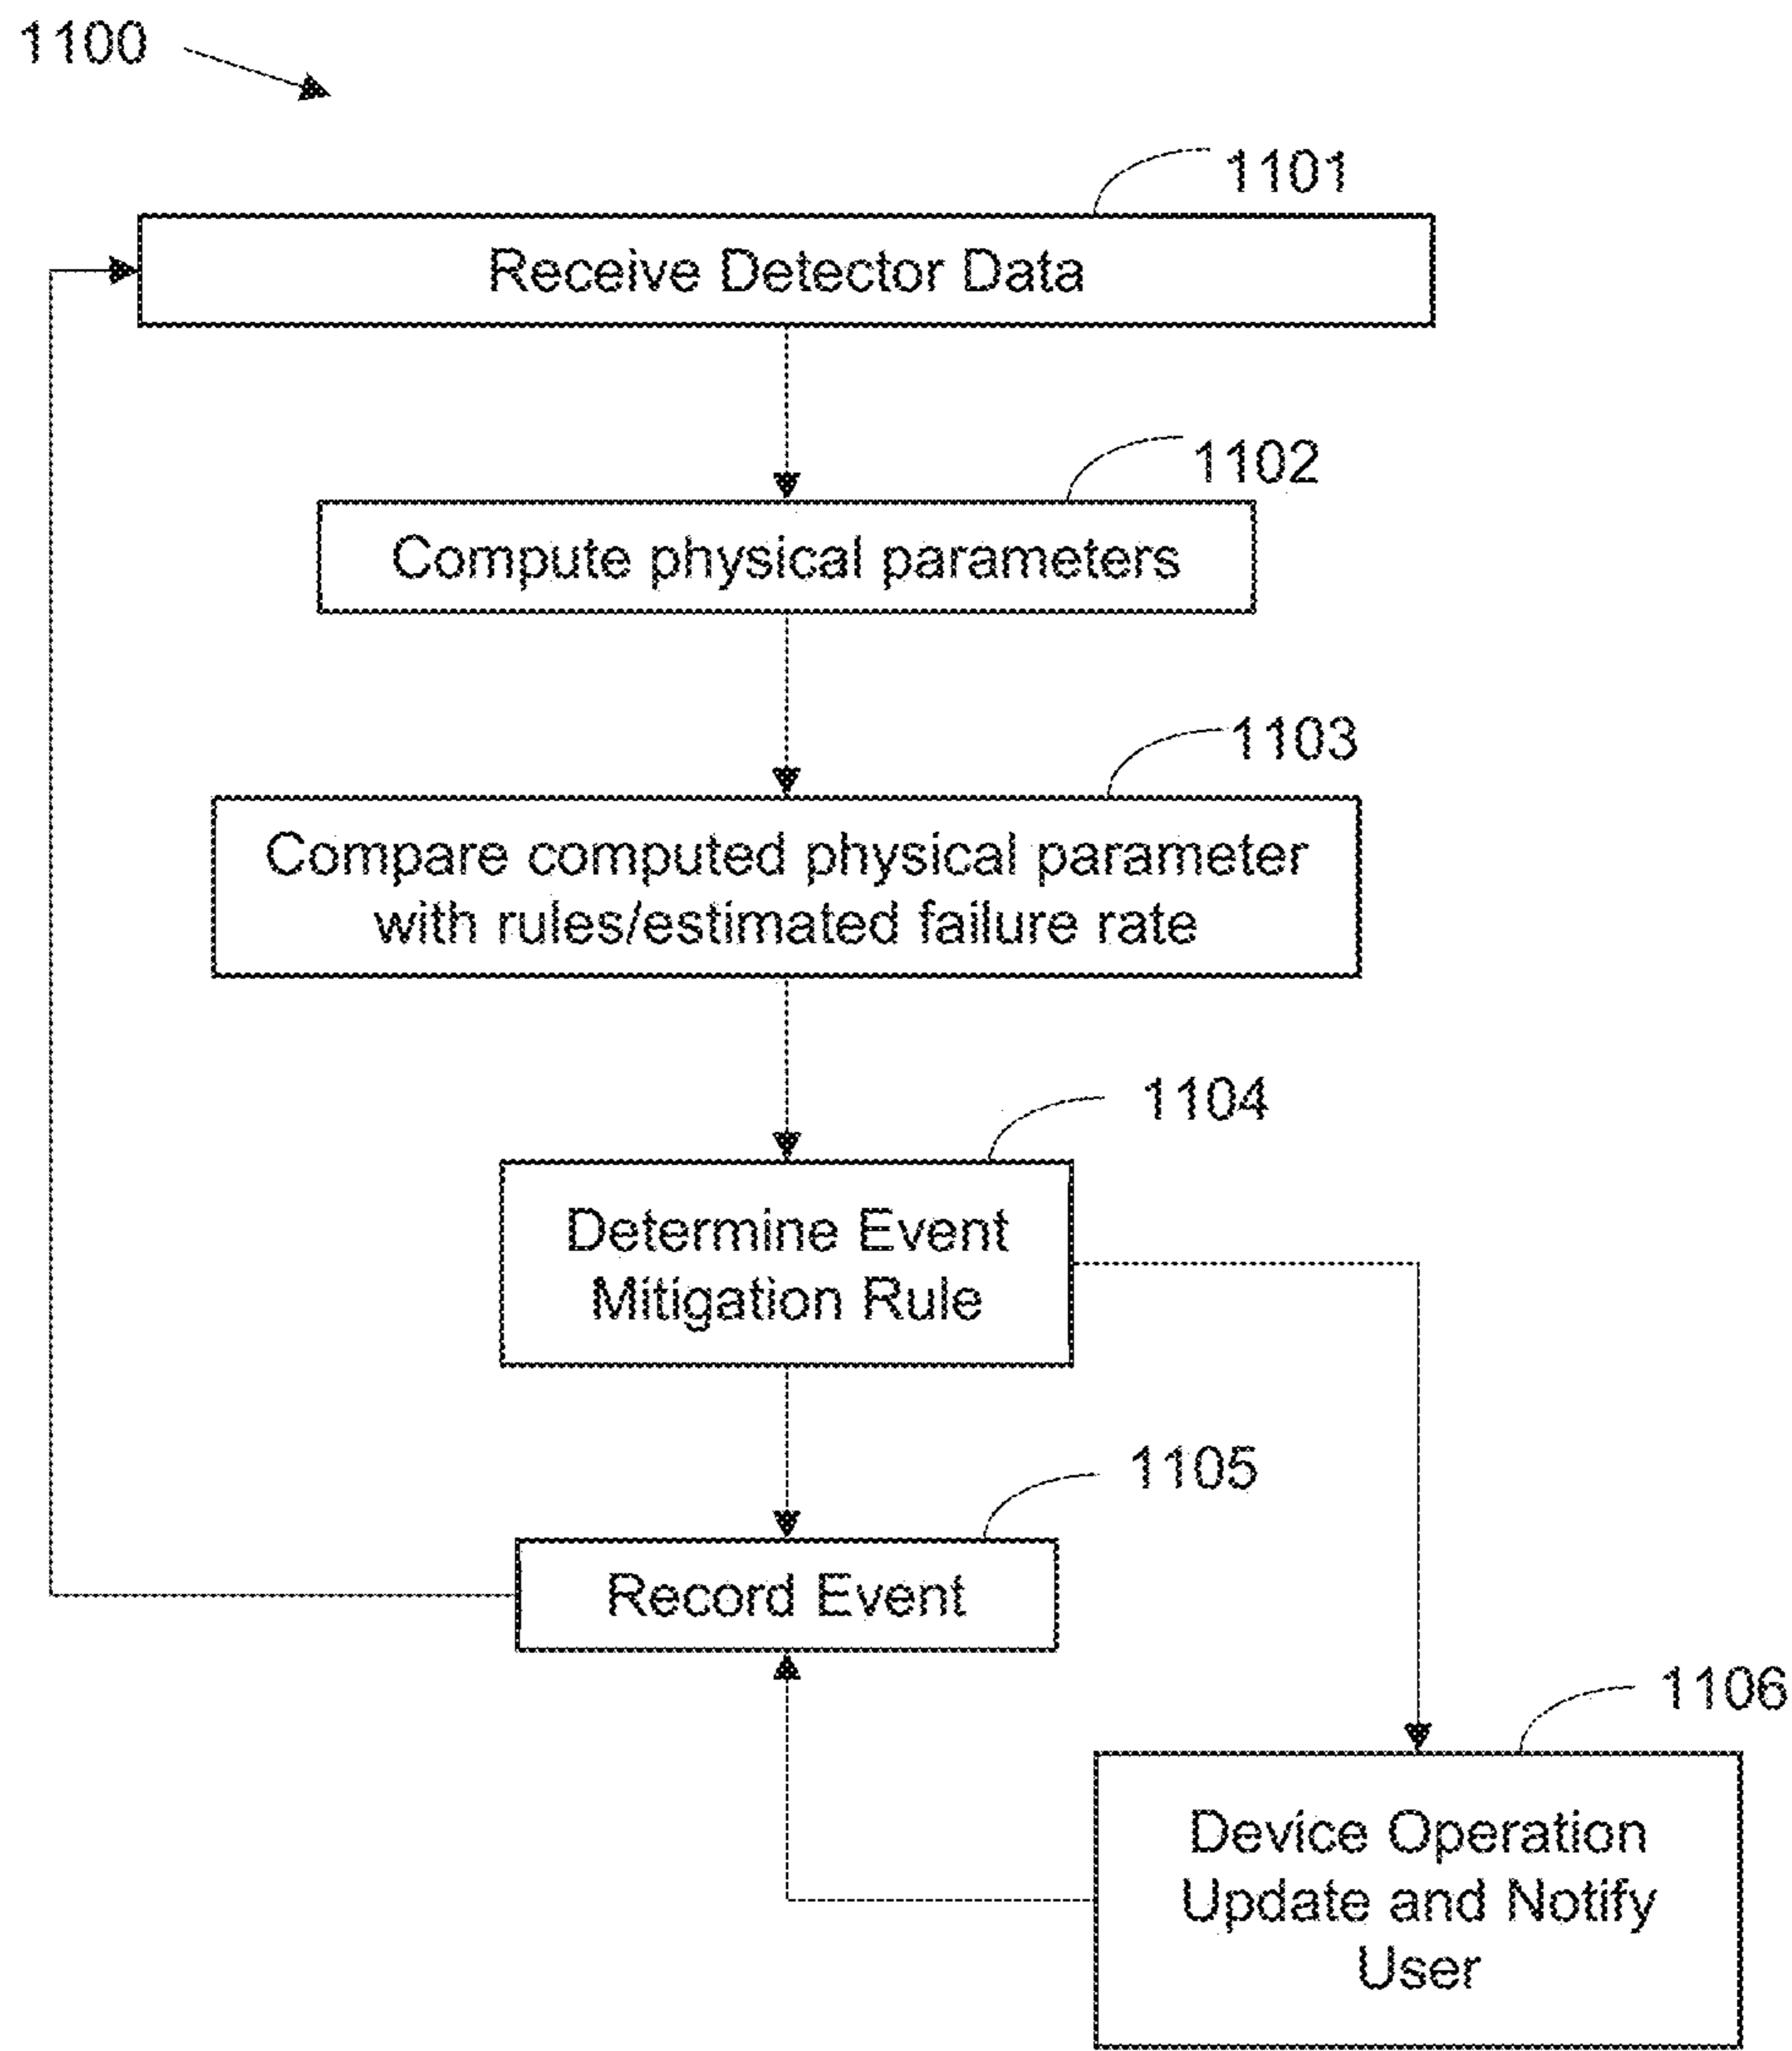 1100
1101
Receive Detector Data
1102
Compute physical parameters
1103
Compare computed physical parameter
with rules/estimated failure rate
1104
Determine Event
Mitigation Rule
1105
Record Event
1106
Device Operation
Update and Notify
User